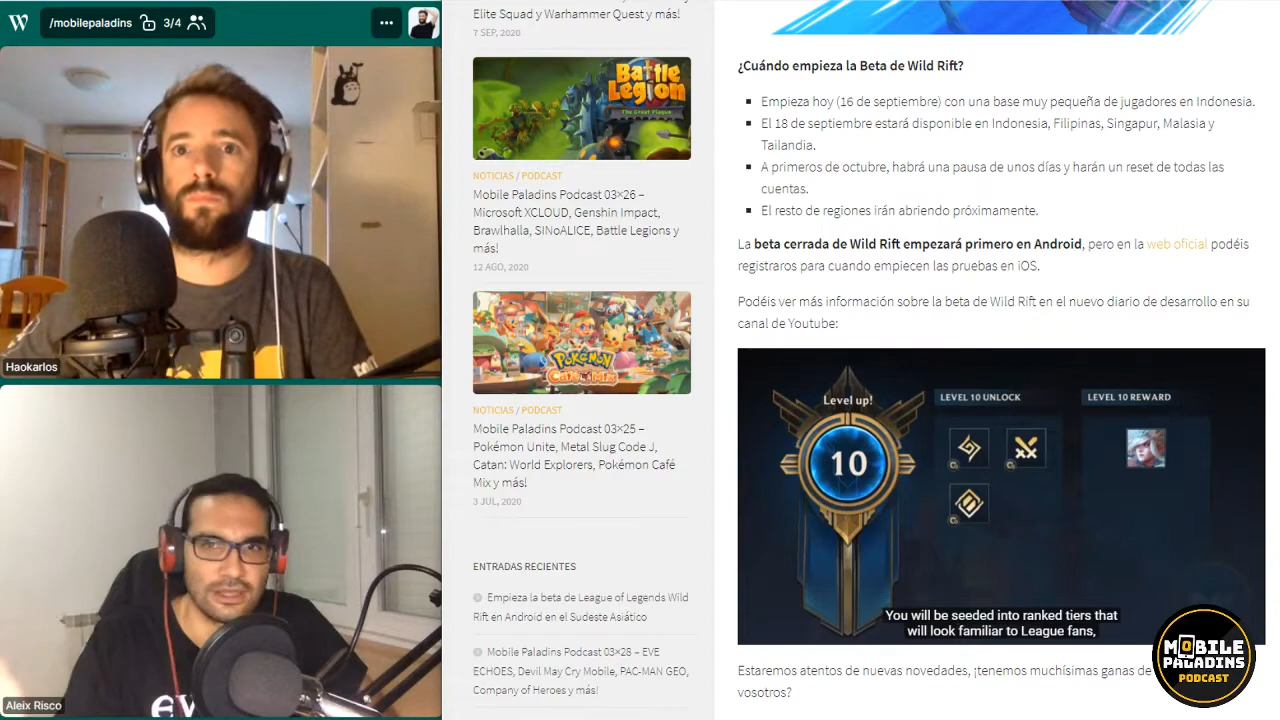 /mobilepaladins 3/4
Haokarlos
Aleix Risco
Elite Squad y Warhammer Quest y más!
7 SEP, 2020
Battle
Legion
The Great Plague
NOTICIAS / PODCAST
Mobile Paladins Podcast 03×26 –
Microsoft XCLOUD, Genshin Impact,
Brawlhalla, SINoALICE, Battle Legions y
más!
12 AGO, 2020
POKÉMON
Café Mix
NOTICIAS / PODCAST
Mobile Paladins Podcast 03×25 –
Pokémon Unite, Metal Slug Code J,
Catan: World Explorers, Pokémon Café
Mix y más!
3 JUL, 2020
ENTRADAS RECIENTES
Empieza la beta de League of Legends Wild
Rift en Android en el Sudeste Asiático
Mobile Paladins Podcast 03×28 – EVE
ECHOES, Devil May Cry Mobile, PAC-MAN GEO,
Company of Heroes y más!
¿Cuándo empieza la Beta de Wild Rift?
Empieza hoy (16 de septiembre) con una base muy pequeña de jugadores en Indonesia.
El 18 de septiembre estará disponible en Indonesia, Filipinas, Singapur, Malasia y
Tailandia.
A primeros de octubre, habrá una pausa de unos días y harán un reset de todas las
cuentas.
El resto de regiones irán abriendo próximamente.
La beta cerrada de Wild Rift empezará primero en Android, pero en la web oficial podéis
registraros para cuando empiecen las pruebas en iOS.
Podéis ver más información sobre la beta de Wild Rift en el nuevo diario de desarrollo en su
canal de Youtube:
Level up!
10
LEVEL 10 UNLOCK
LEVEL 10 REWARD
You will be seeded into ranked tiers that
will look familiar to League fans,
Estaremos atentos de nuevas novedades, ¡tenemos muchísimas ganas de
vosotros?
MOBILE
PALADINS
PODCAST